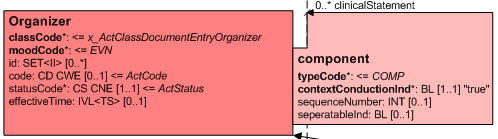 0..* clinicalStatement
Organizer
classCode*: <= x_ActClassDocumentEntryOrganizer
moodCode*: <= EVN
id: SET<II> [0..*]
code: CD CWE [0..1] <= ActCode
statusCode*: CS CNE [1..1] <= ActStatus
effectiveTime: IVL<TS> [0..1]
component
typeCode*: <= COMP
contextConductionInd*: BL [1..1] "true"
sequenceNumber: INT [0..1]
seperatableInd: BL [0..1]